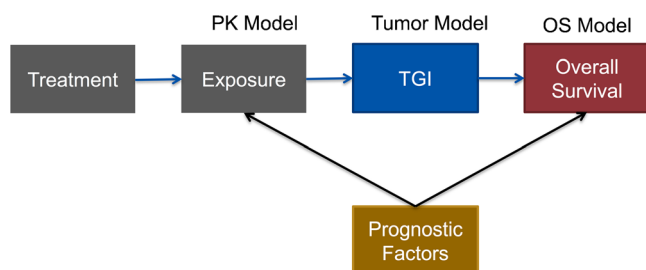 PK Model
Tumor Model
OS Model
Treatment
Exposure
TGI
Overall
Survival
Prognostic
Factors